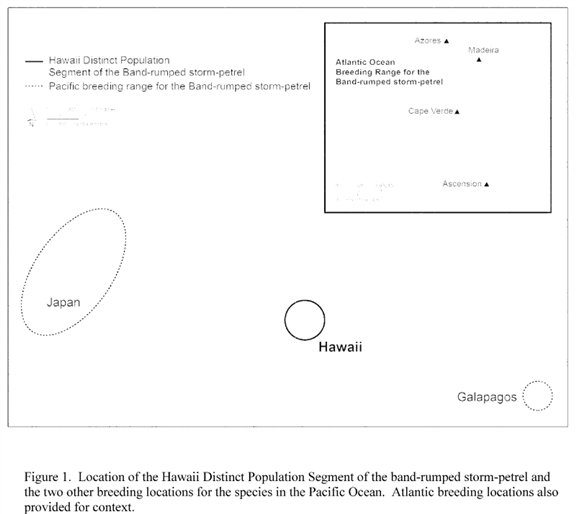 Hawaii Distinct Population
Segment of the Band-rumped storm-petrel
Pacific breeding range for the Band-rumped storm-petrel
N
Azores
Madeira
Atlantic Ocean
Breeding Range for the
Band-rumped storm-petrel
Cape Verde
Ascension
Japan
Hawaii
Galapagos
Figure 1. Location of the Hawaii Distinct Population Segment of the band-rumped storm-petrel and
the two other breeding locations for the species in the Pacific Ocean. Atlantic breeding locations also
provided for context.